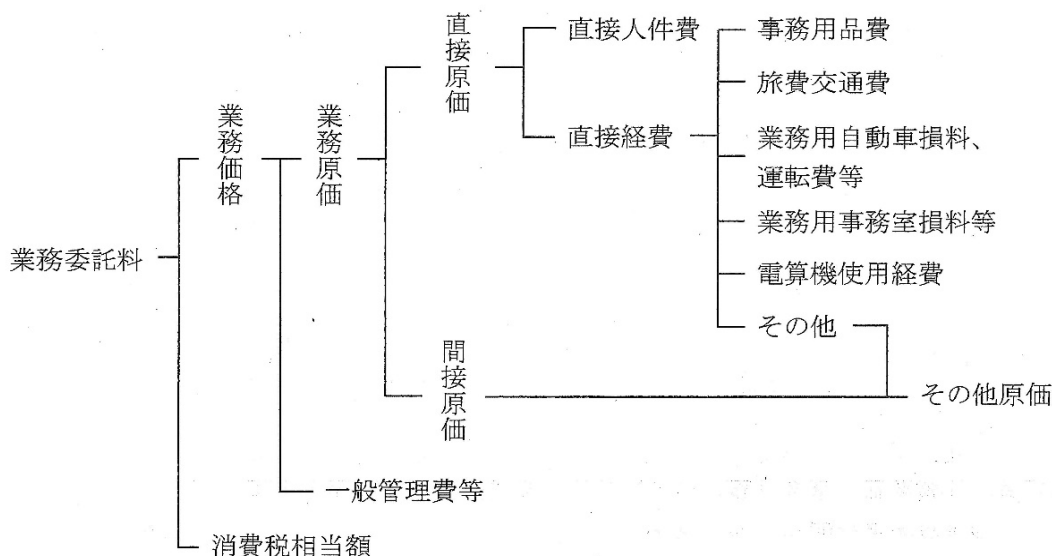 業務委託料
業務価格
業務原価
直接原価
直接人件費
直接経費
事務用品費
旅費交通費
業務用自動車損料、
運転費等
業務用事務室損料等
電算機使用経費
その他
間接原価
その他原価
一般管理費等
消費税相当額